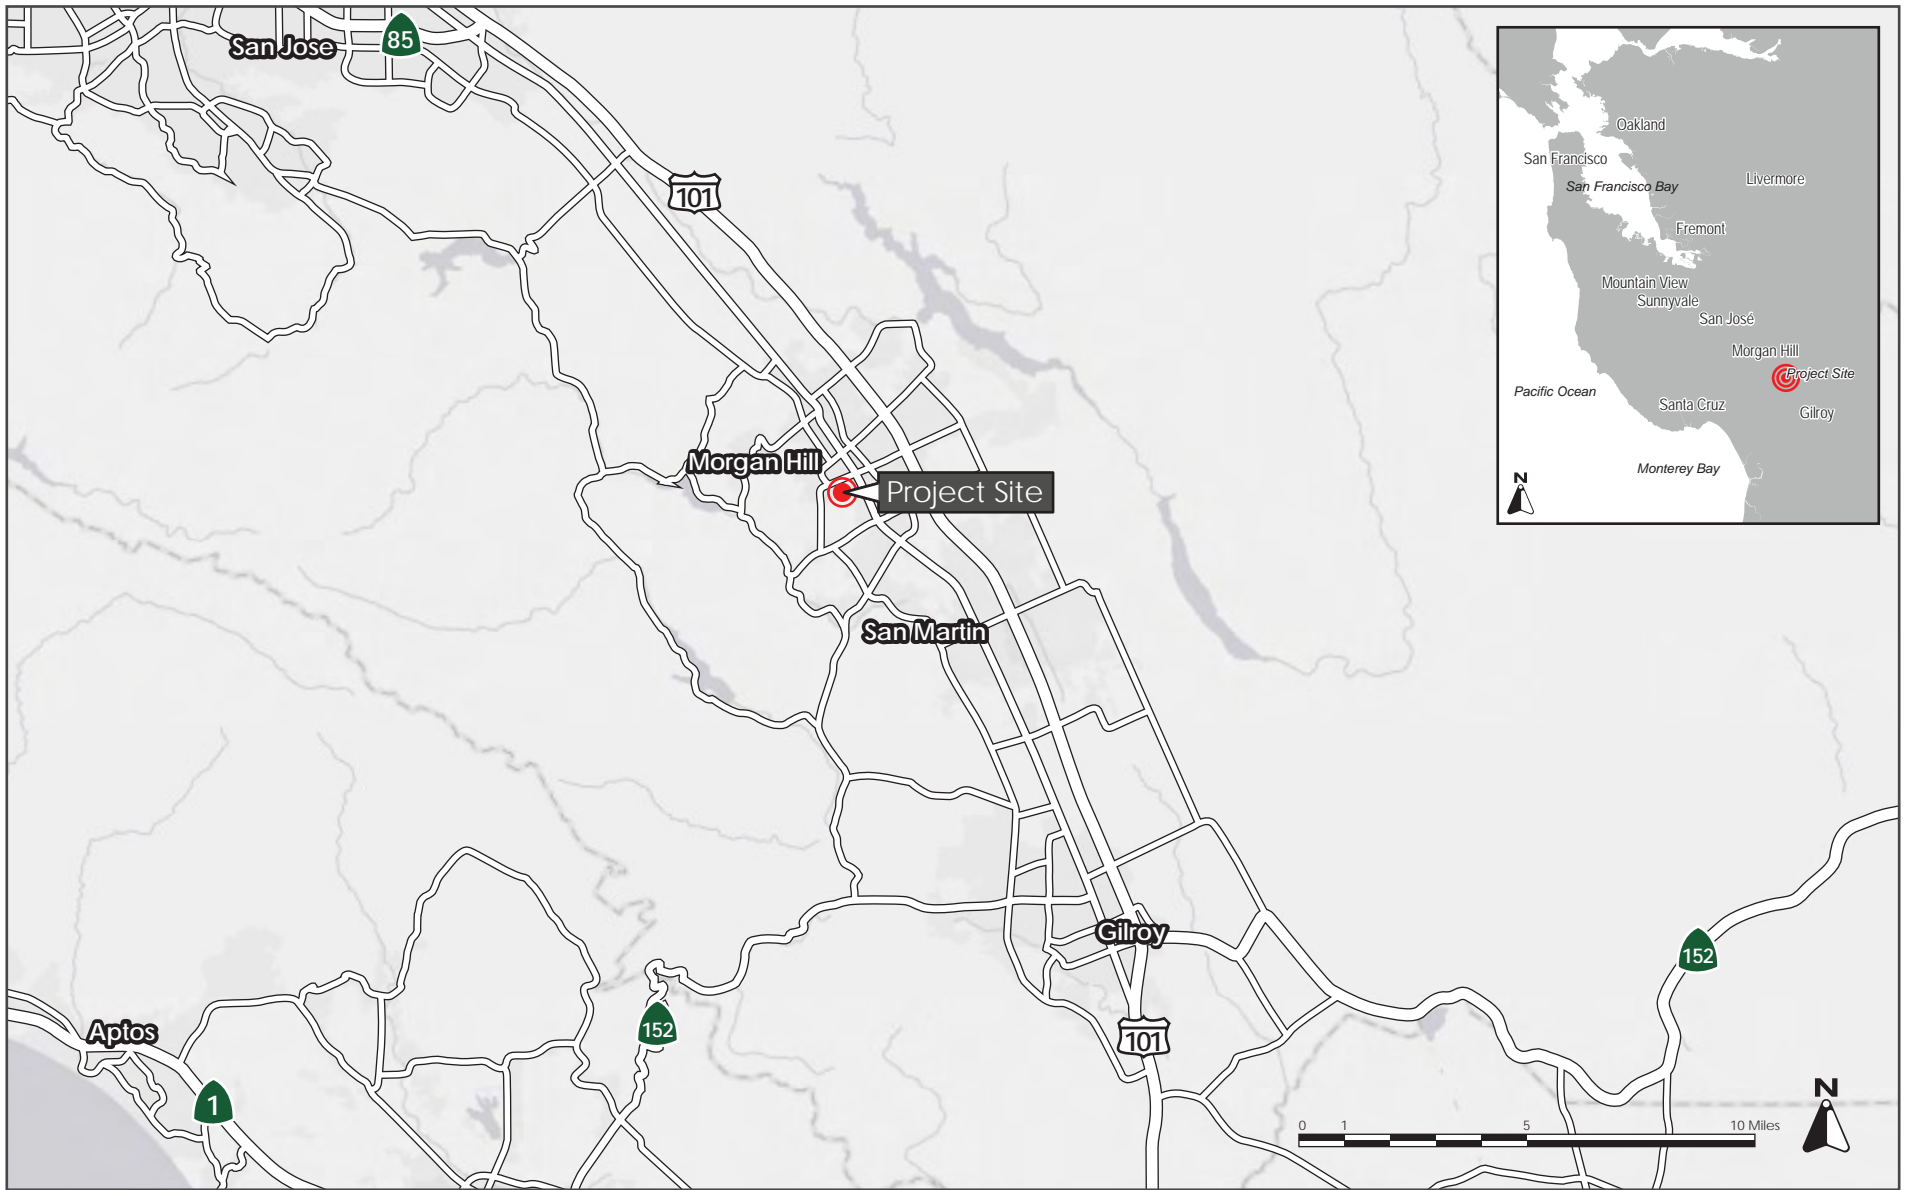 San Jose
85
101
Morgan Hill
Project Site
San Martin
Gilroy
152
Aptos
152
101
1
0 1 5 10 Miles
N
Oakland
San Francisco
San Francisco Bay
Livermore
Fremont
Mountain View
Sunnyvale
San José
Morgan Hill
Project Site
Pacific Ocean
Santa Cruz
Gilroy
Monterey Bay
N